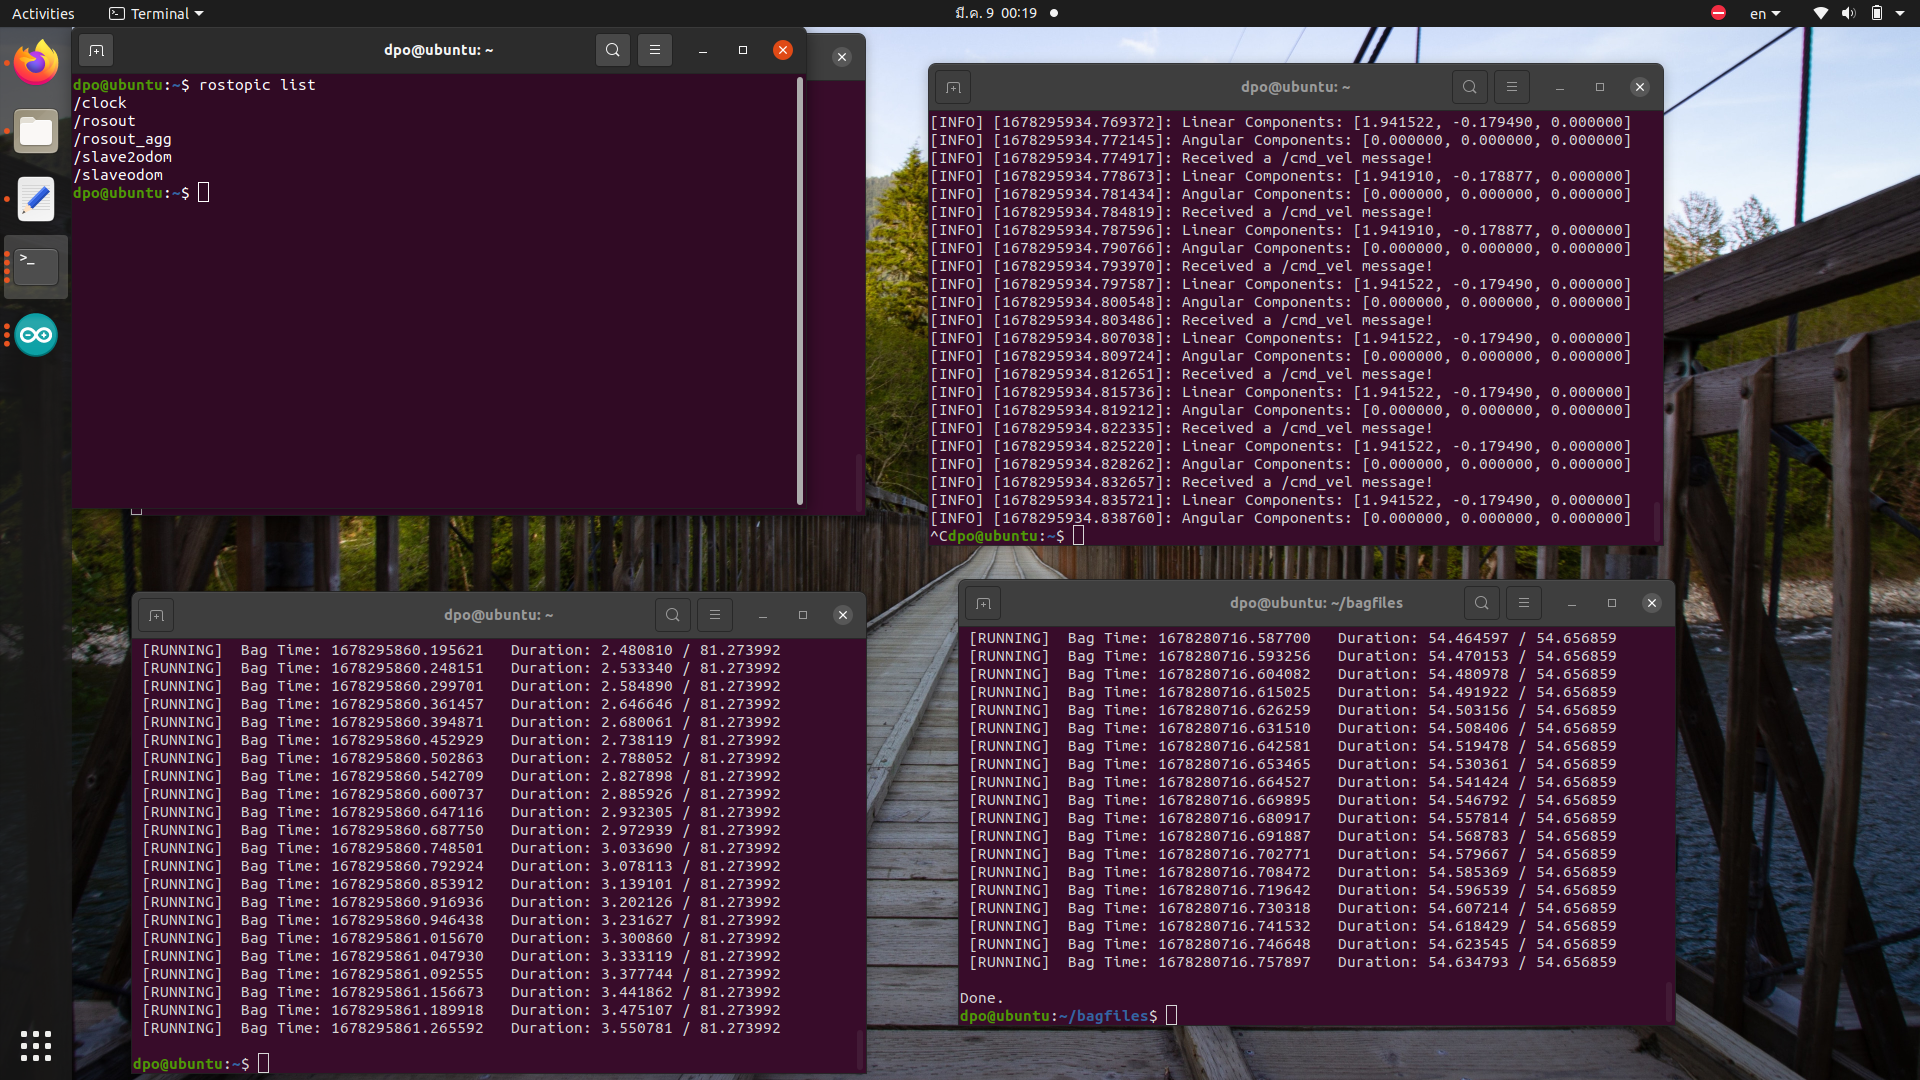 Activities
Terminal
มี.ค. 9 00:19
en
dpo@ubuntu: ~
dpo@ubuntu:~$ rostopic list
/clock
/rosout
/rosout_agg
/slave2odom
/slaveodom
dpo@ubuntu:~$
dpo@ubuntu: ~
[INFO] [1678295934.769372]: Linear Components: [1.941522, -0.179490, 0.000000]
[INFO] [1678295934.772145]: Angular Components: [0.000000, 0.000000, 0.000000]
[INFO] [1678295934.774917]: Received a /cmd_vel message!
[INFO] [1678295934.778673]: Linear Components: [1.941910, -0.178877, 0.000000]
[INFO] [1678295934.781434]: Angular Components: [0.000000, 0.000000, 0.000000]
[INFO] [1678295934.784819]: Received a /cmd_vel message!
[INFO] [1678295934.787596]: Linear Components: [1.941910, -0.178877, 0.000000]
[INFO] [1678295934.790766]: Angular Components: [0.000000, 0.000000, 0.000000]
[INFO] [1678295934.793970]: Received a /cmd_vel message!
[INFO] [1678295934.797587]: Linear Components: [1.941522, -0.179490, 0.000000]
[INFO] [1678295934.800548]: Angular Components: [0.000000, 0.000000, 0.000000]
[INFO] [1678295934.803486]: Received a /cmd_vel message!
[INFO] [1678295934.807038]: Linear Components: [1.941522, -0.179490, 0.000000]
[INFO] [1678295934.809724]: Angular Components: [0.000000, 0.000000, 0.000000]
[INFO] [1678295934.812651]: Received a /cmd_vel message!
[INFO] [1678295934.815736]: Linear Components: [1.941522, -0.179490, 0.000000]
[INFO] [1678295934.819212]: Angular Components: [0.000000, 0.000000, 0.000000]
[INFO] [1678295934.822335]: Received a /cmd_vel message!
[INFO] [1678295934.825220]: Linear Components: [1.941522, -0.179490, 0.000000]
[INFO] [1678295934.828262]: Angular Components: [0.000000, 0.000000, 0.000000]
[INFO] [1678295934.832657]: Received a /cmd_vel message!
[INFO] [1678295934.835721]: Linear Components: [1.941522, -0.179490, 0.000000]
[INFO] [1678295934.838760]: Angular Components: [0.000000, 0.000000, 0.000000]
^Cdpo@ubuntu:~$
dpo@ubuntu: ~
[RUNNING]  Bag Time: 1678295860.195621   Duration: 2.480810 / 81.273992
[RUNNING]  Bag Time: 1678295860.248151   Duration: 2.533340 / 81.273992
[RUNNING]  Bag Time: 1678295860.299701   Duration: 2.584890 / 81.273992
[RUNNING]  Bag Time: 1678295860.361457   Duration: 2.646646 / 81.273992
[RUNNING]  Bag Time: 1678295860.394871   Duration: 2.680061 / 81.273992
[RUNNING]  Bag Time: 1678295860.452929   Duration: 2.738119 / 81.273992
[RUNNING]  Bag Time: 1678295860.502863   Duration: 2.788052 / 81.273992
[RUNNING]  Bag Time: 1678295860.542709   Duration: 2.827898 / 81.273992
[RUNNING]  Bag Time: 1678295860.600737   Duration: 2.885926 / 81.273992
[RUNNING]  Bag Time: 1678295860.647116   Duration: 2.932305 / 81.273992
[RUNNING]  Bag Time: 1678295860.687750   Duration: 2.972939 / 81.273992
[RUNNING]  Bag Time: 1678295860.748501   Duration: 3.033690 / 81.273992
[RUNNING]  Bag Time: 1678295860.792924   Duration: 3.078113 / 81.273992
[RUNNING]  Bag Time: 1678295860.853912   Duration: 3.139101 / 81.273992
[RUNNING]  Bag Time: 1678295860.916936   Duration: 3.202126 / 81.273992
[RUNNING]  Bag Time: 1678295860.946438   Duration: 3.231627 / 81.273992
[RUNNING]  Bag Time: 1678295861.015670   Duration: 3.300860 / 81.273992
[RUNNING]  Bag Time: 1678295861.047930   Duration: 3.333119 / 81.273992
[RUNNING]  Bag Time: 1678295861.092555   Duration: 3.377744 / 81.273992
[RUNNING]  Bag Time: 1678295861.156673   Duration: 3.441862 / 81.273992
[RUNNING]  Bag Time: 1678295861.189918   Duration: 3.475107 / 81.273992
[RUNNING]  Bag Time: 1678295861.265592   Duration: 3.550781 / 81.273992
dpo@ubuntu:~$
dpo@ubuntu: ~/bagfiles
[RUNNING]  Bag Time: 1678280716.587700   Duration: 54.464597 / 54.656859
[RUNNING]  Bag Time: 1678280716.593256   Duration: 54.470153 / 54.656859
[RUNNING]  Bag Time: 1678280716.604082   Duration: 54.480978 / 54.656859
[RUNNING]  Bag Time: 1678280716.615025   Duration: 54.491922 / 54.656859
[RUNNING]  Bag Time: 1678280716.626259   Duration: 54.503156 / 54.656859
[RUNNING]  Bag Time: 1678280716.631510   Duration: 54.508406 / 54.656859
[RUNNING]  Bag Time: 1678280716.642581   Duration: 54.519478 / 54.656859
[RUNNING]  Bag Time: 1678280716.653465   Duration: 54.530361 / 54.656859
[RUNNING]  Bag Time: 1678280716.664527   Duration: 54.541424 / 54.656859
[RUNNING]  Bag Time: 1678280716.669895   Duration: 54.546792 / 54.656859
[RUNNING]  Bag Time: 1678280716.680917   Duration: 54.557814 / 54.656859
[RUNNING]  Bag Time: 1678280716.691887   Duration: 54.568783 / 54.656859
[RUNNING]  Bag Time: 1678280716.702771   Duration: 54.579667 / 54.656859
[RUNNING]  Bag Time: 1678280716.708472   Duration: 54.585369 / 54.656859
[RUNNING]  Bag Time: 1678280716.719642   Duration: 54.596539 / 54.656859
[RUNNING]  Bag Time: 1678280716.730318   Duration: 54.607214 / 54.656859
[RUNNING]  Bag Time: 1678280716.741532   Duration: 54.618429 / 54.656859
[RUNNING]  Bag Time: 1678280716.746648   Duration: 54.623545 / 54.656859
[RUNNING]  Bag Time: 1678280716.757897   Duration: 54.634793 / 54.656859
Done.
dpo@ubuntu:~/bagfiles$